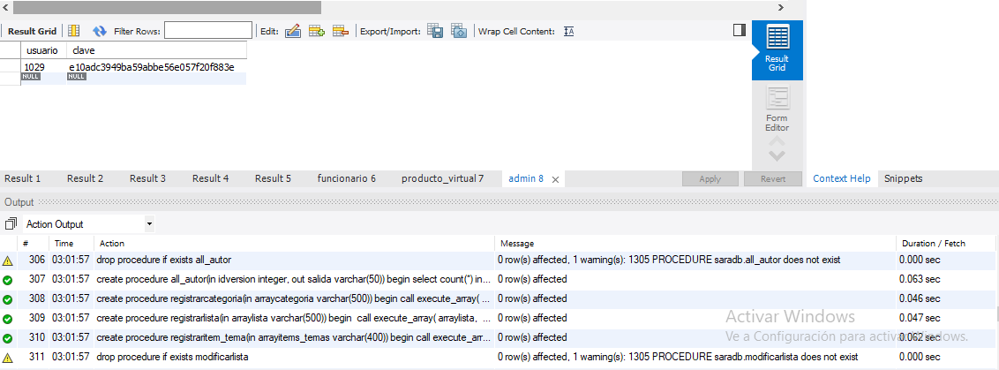 Result Grid Filter Rows: Edit: Export/Import: Wrap Cell Content:
usuario clave
1029 e10adc3949ba59abbe56e057f20f883e
NULL NULL
Result Grid
Form Editor
Result 1 Result 2 Result 3 Result 4 Result 5 funcionario 6 producto_virtual 7 admin 8 Apply Revert Context Help Snippets
Output
Action Output
# Time Action Message Duration / Fetch
306 03:01:57 drop procedure if exists all_autor 0 row(s) affected, 1 warning(s): 1305 PROCEDURE saradb.all_autor does not exist 0.000 sec
307 03:01:57 create procedure all_autor(in idversion integer, out salida varchar(50)) begin select count(*) in... 0 row(s) affected 0.063 sec
308 03:01:57 create procedure registrarcategoria(in arraycategoria varchar(500)) begin call execute_array( ... 0 row(s) affected 0.046 sec
309 03:01:57 create procedure registrarlista(in arraylista varchar(500)) begin call execute_array( arraylista, ... 0 row(s) affected 0.047 sec
310 03:01:57 create procedure registraritem_tema(in arrayitems_temas varchar(400)) begin call execute_arr... 0 row(s) affected 0.062 sec
311 03:01:57 drop procedure if exists modificarlista 0 row(s) affected, 1 warning(s): 1305 PROCEDURE saradb.modificarlista does not exist 0.000 sec
Activar Windows
Ve a Configuración para activar Windows.